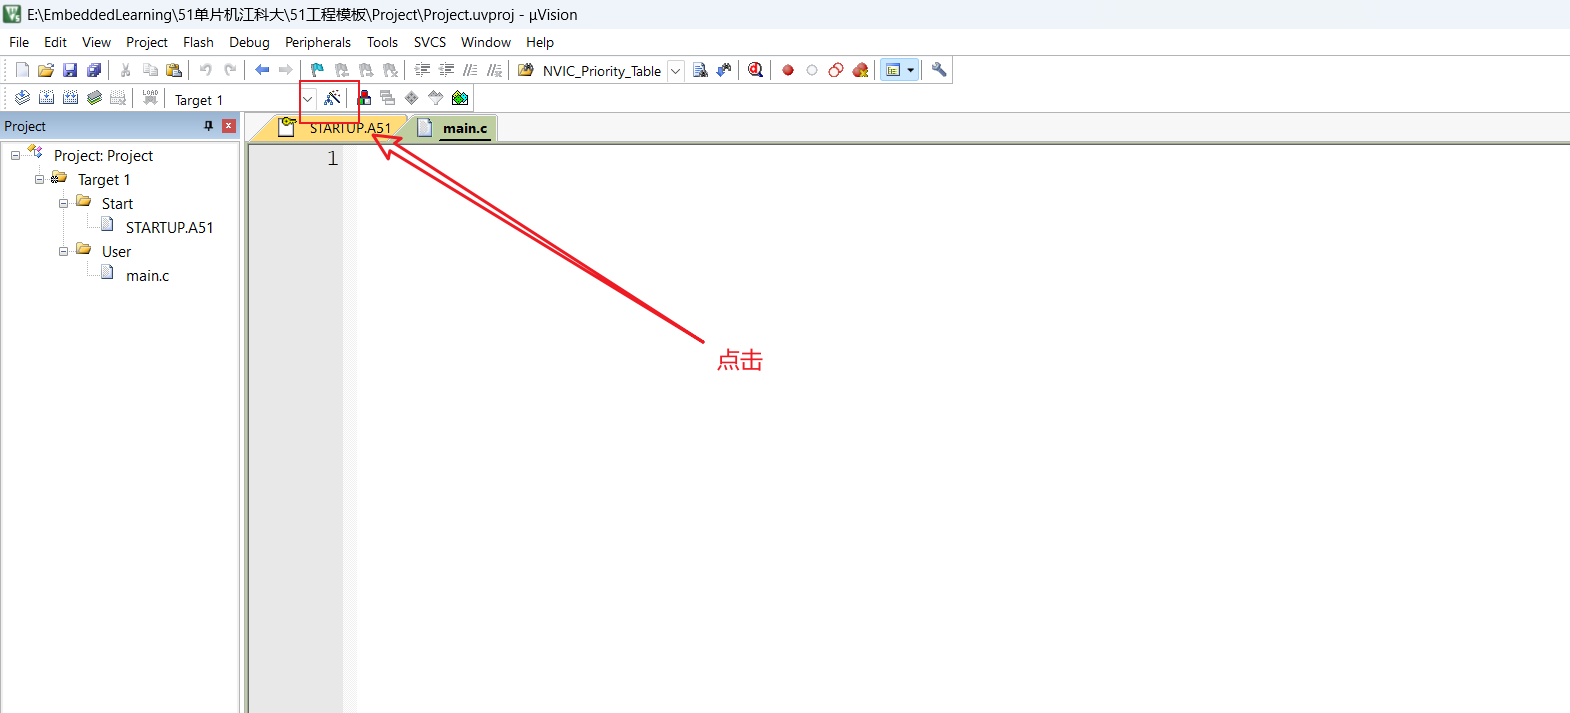 E:\EmbeddedLearning\51单片机江科大\51工程模板\Project\Project.uvproj - µVision
File Edit View Project Flash Debug Peripherals Tools SVCS Window Help
NVIC_Priority_Table
LOAD Target 1
Project
STARTUP.A51 main.c
Project: Project
Target 1
Start
STARTUP.A51
User
main.c
1
点击